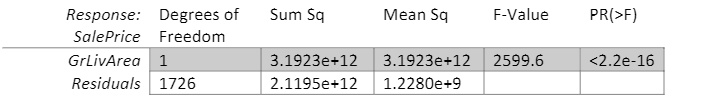 Response: Degrees of Sum Sq Mean Sq F-Value PR(>F)
SalePrice Freedom
GrLivArea 1 3.1923e+12 3.1923e+12 2599.6 <2.2e-16
Residuals 1726 2.1195e+12 1.2280e+9